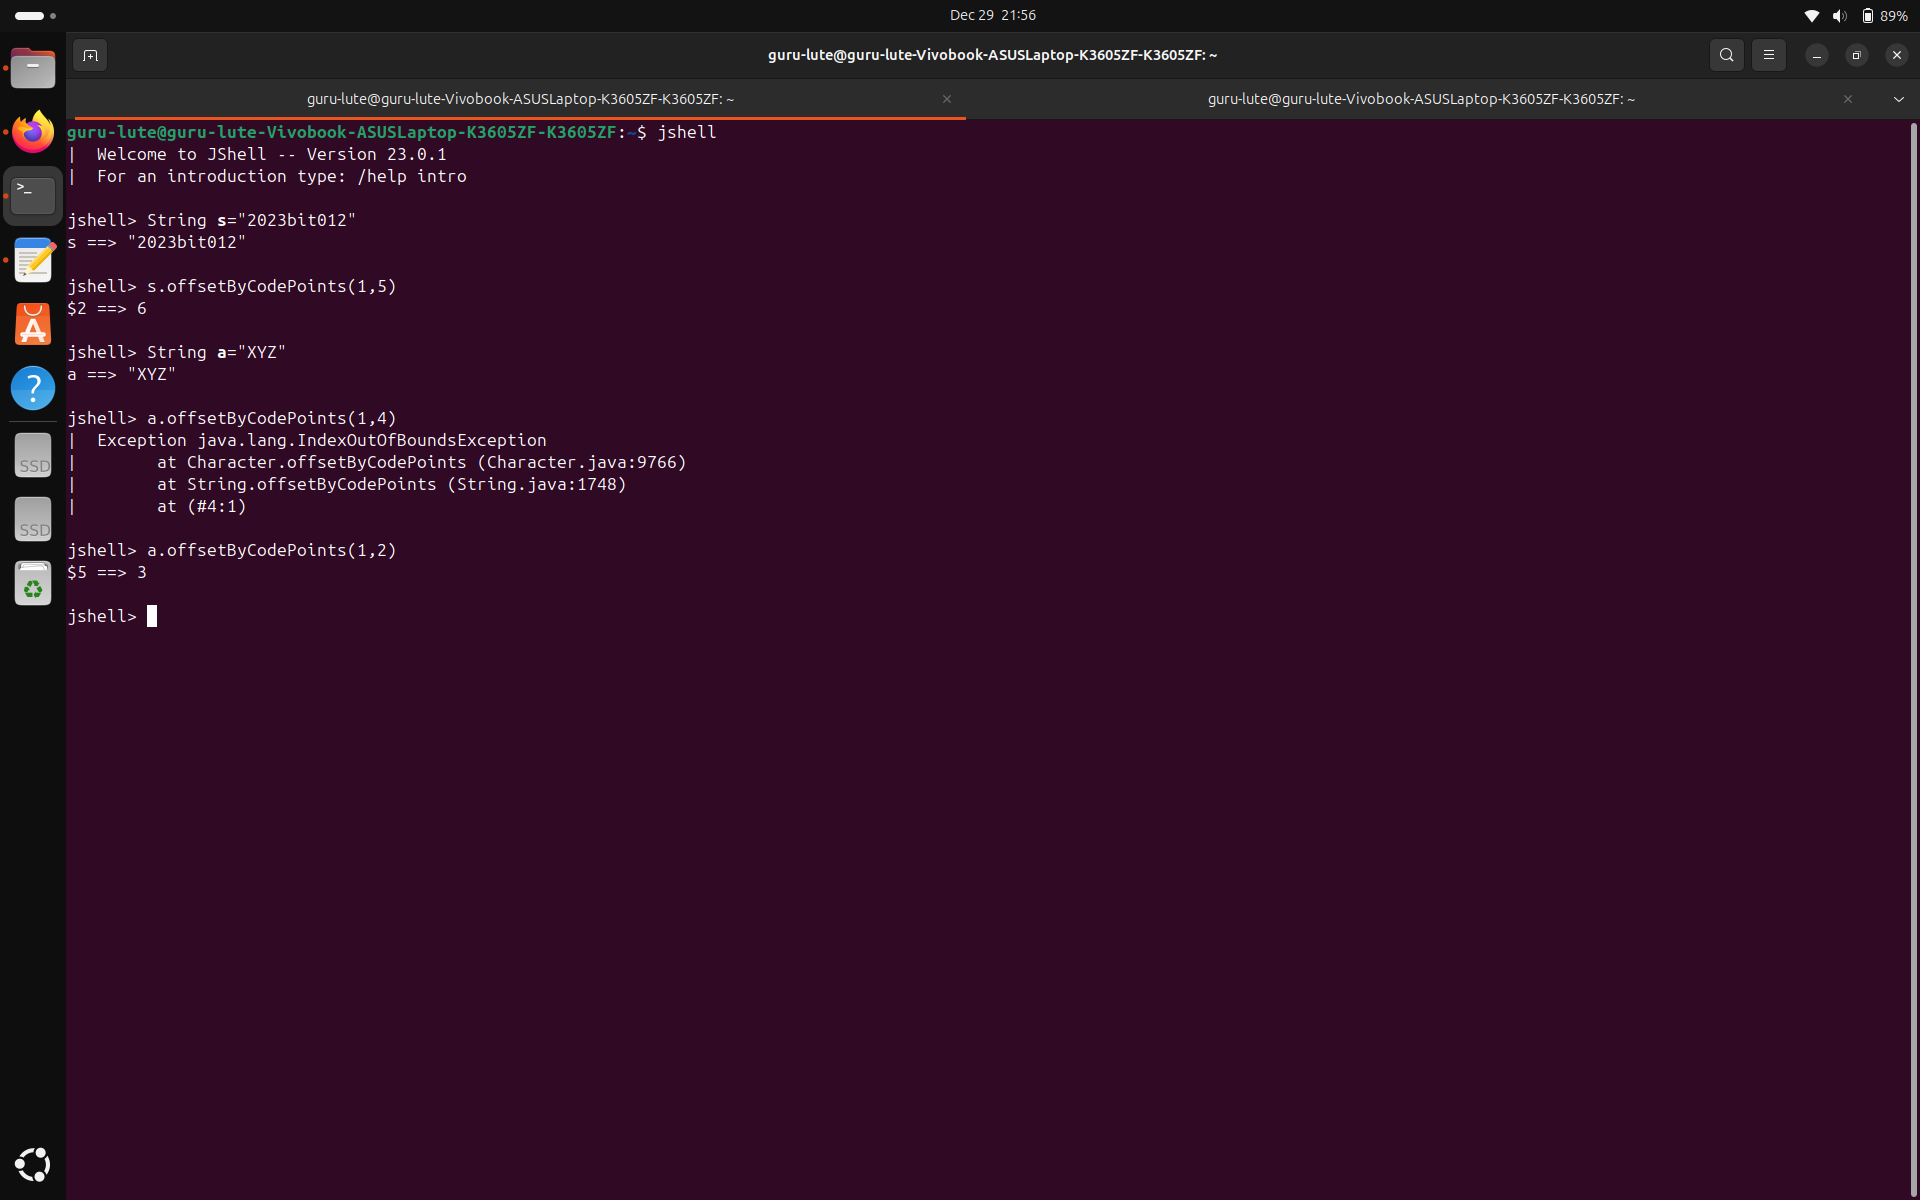 Dec 29 21:56
89%
guru-lute@guru-lute-Vivobook-ASUSLaptop-K3605ZF-K3605ZF: ~
guru-lute@guru-lute-Vivobook-ASUSLaptop-K3605ZF-K3605ZF: ~
guru-lute@guru-lute-Vivobook-ASUSLaptop-K3605ZF-K3605ZF: ~
guru-lute@guru-lute-Vivobook-ASUSLaptop-K3605ZF-K3605ZF:~$ jshell
|  Welcome to JShell -- Version 23.0.1
|  For an introduction type: /help intro
jshell> String s="2023bit012"
s ==> "2023bit012"
jshell> s.offsetByCodePoints(1,5)
$2 ==> 6
jshell> String a="XYZ"
a ==> "XYZ"
jshell> a.offsetByCodePoints(1,4)
|  Exception java.lang.IndexOutOfBoundsException
|        at Character.offsetByCodePoints (Character.java:9766)
|        at String.offsetByCodePoints (String.java:1748)
|        at (#4:1)
jshell> a.offsetByCodePoints(1,2)
$5 ==> 3
jshell>
SSD
SSD